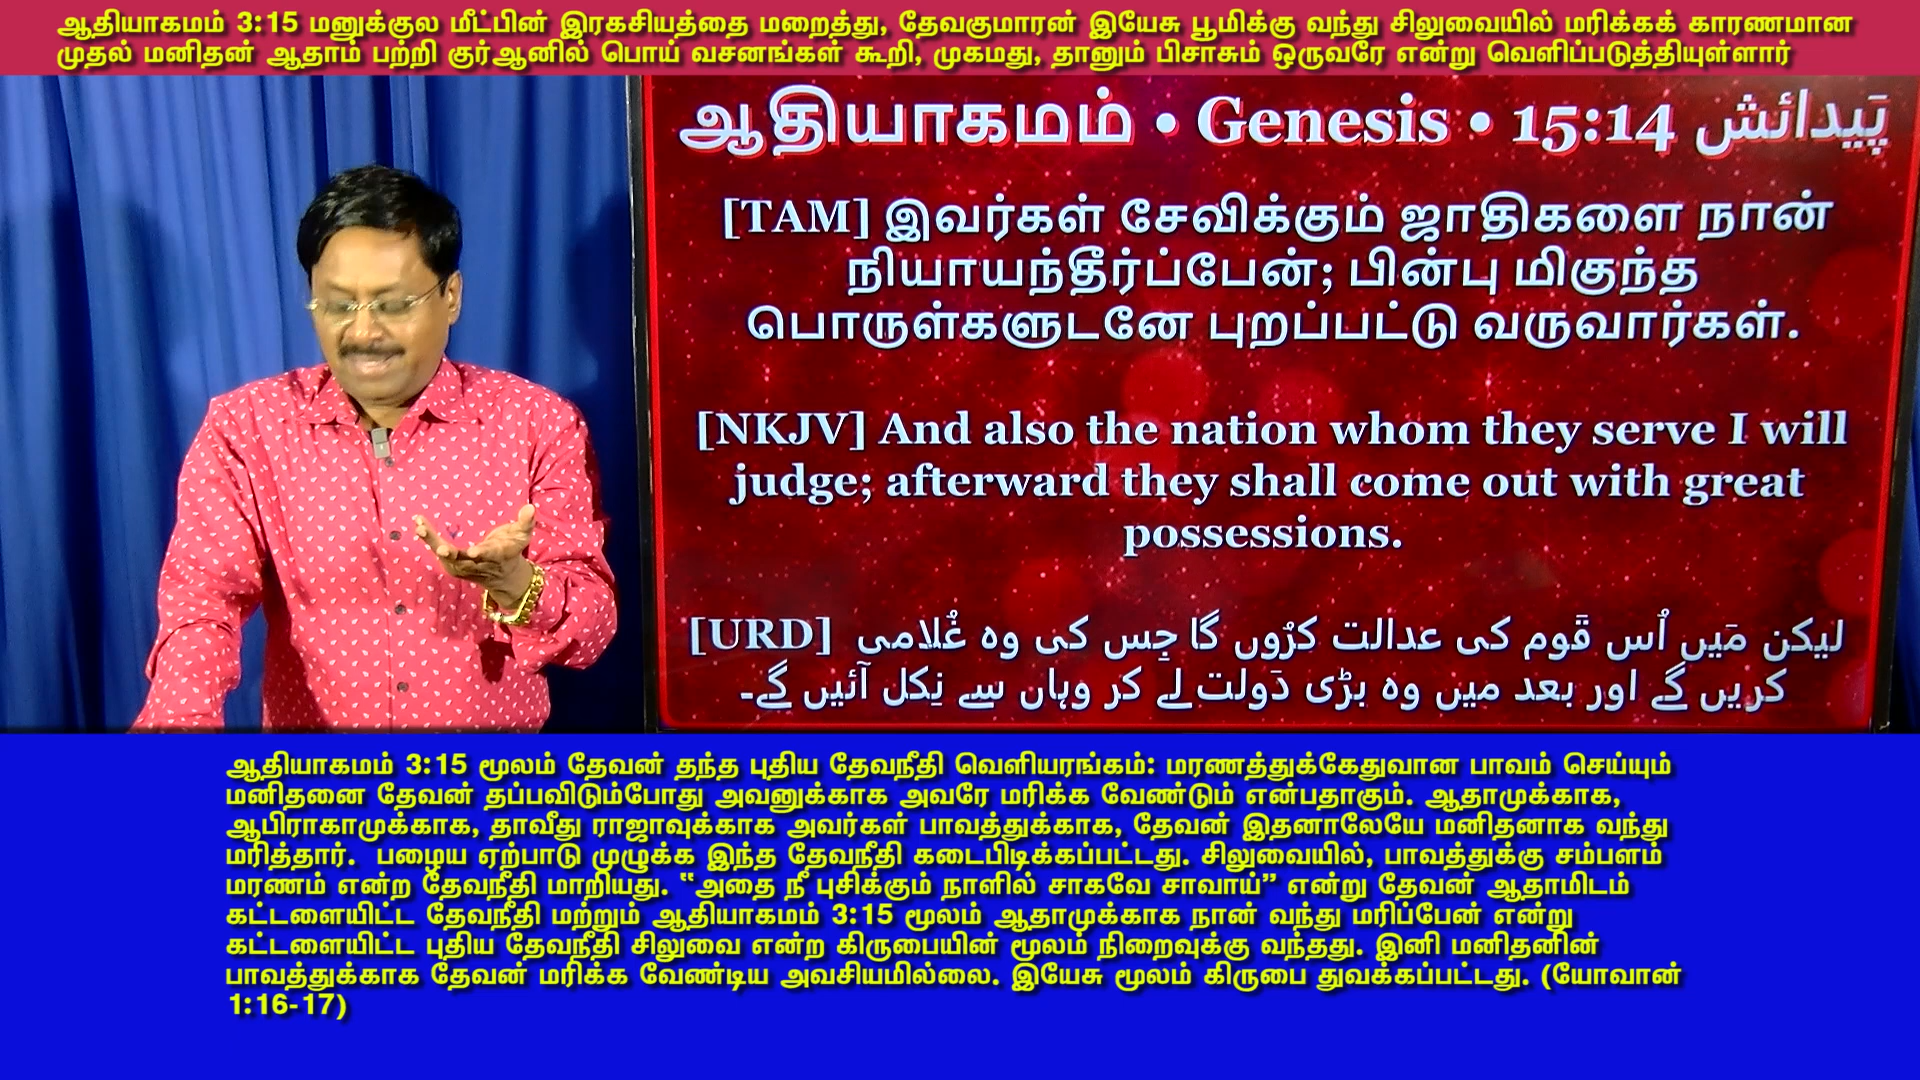 ஆதியாகமம் 3:15 மனுக்குல மீட்பின் இரகசியத்தை மறைத்து, தேவகுமாரன் இயேசு பூமிக்கு வந்து சிலுவையில் மரிக்கக் காரணமான
முதல் மனிதன் ஆதாம் பற்றி குர்ஆனில் பொய் வசனங்கள் கூறி, முகமது, தானும் பிசாசும் ஒருவரே என்று வெளிப்படுத்தியுள்ளார்
ஆதியாகமம் • Genesis • 15:14 پَیدائش
[TAM] இவர்கள் சேவிக்கும் ஜாதிகளை நான்
நியாயந்தீர்ப்பேன்; பின்பு மிகுந்த
பொருள்களுடனே புறப்பட்டு வருவார்கள்.
[NKJV] And also the nation whom they serve I will
judge; afterward they shall come out with great
possessions.
[URD] لیکن مَیں اُس قَوم کی عدالت کرُوں گا جِس کی وہ غُلامی
کریں گے اور بعد میں وہ بڑی دَولت لے کر وہاں سے نِکل آئیں گے۔
ஆதியாகமம் 3:15 மூலம் தேவன் தந்த புதிய தேவநீதி வெளியரங்கம்: மரணத்துக்கேதுவான பாவம் செய்யும்
மனிதனை தேவன் தப்பவிடும்போது அவனுக்காக அவரே மரிக்க வேண்டும் என்பதாகும். ஆதாமுக்காக,
ஆபிராகாமுக்காக, தாவீது ராஜாவுக்காக அவர்கள் பாவத்துக்காக, தேவன் இதனாலேயே மனிதனாக வந்து
மரித்தார்.  பழைய ஏற்பாடு முழுக்க இந்த தேவநீதி கடைபிடிக்கப்பட்டது. சிலுவையில், பாவத்துக்கு சம்பளம்
மரணம் என்ற தேவநீதி மாறியது. “அதை நீ புசிக்கும் நாளில் சாகவே சாவாய்” என்று தேவன் ஆதாமிடம்
கட்டளையிட்ட தேவநீதி மற்றும் ஆதியாகமம் 3:15 மூலம் ஆதாமுக்காக நான் வந்து மரிப்பேன் என்று
கட்டளையிட்ட புதிய தேவநீதி சிலுவை என்ற கிருபையின் மூலம் நிறைவுக்கு வந்தது. இனி மனிதனின்
பாவத்துக்காக தேவன் மரிக்க வேண்டிய அவசியமில்லை. இயேசு மூலம் கிருபை துவக்கப்பட்டது. (யோவான்
1:16-17)